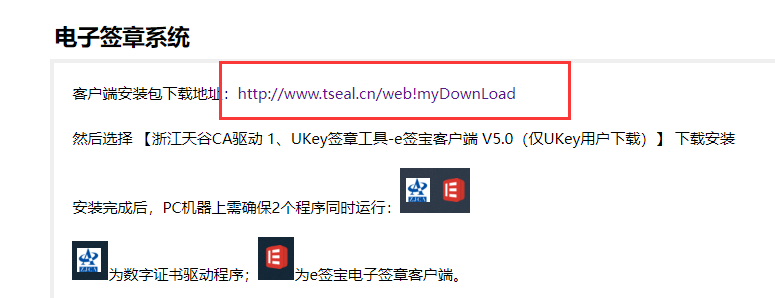 电子签章系统
客户端安装包下载地址：http://www.tseal.cn/web!myDownLoad
然后选择 【浙江天谷CA驱动 1、UKey签章工具-e签宝客户端 V5.0（仅UKey用户下载）】 下载安装
安装完成后，PC机器上需确保2个程序同时运行：
为数字证书驱动程序；为e签宝电子签章客户端。